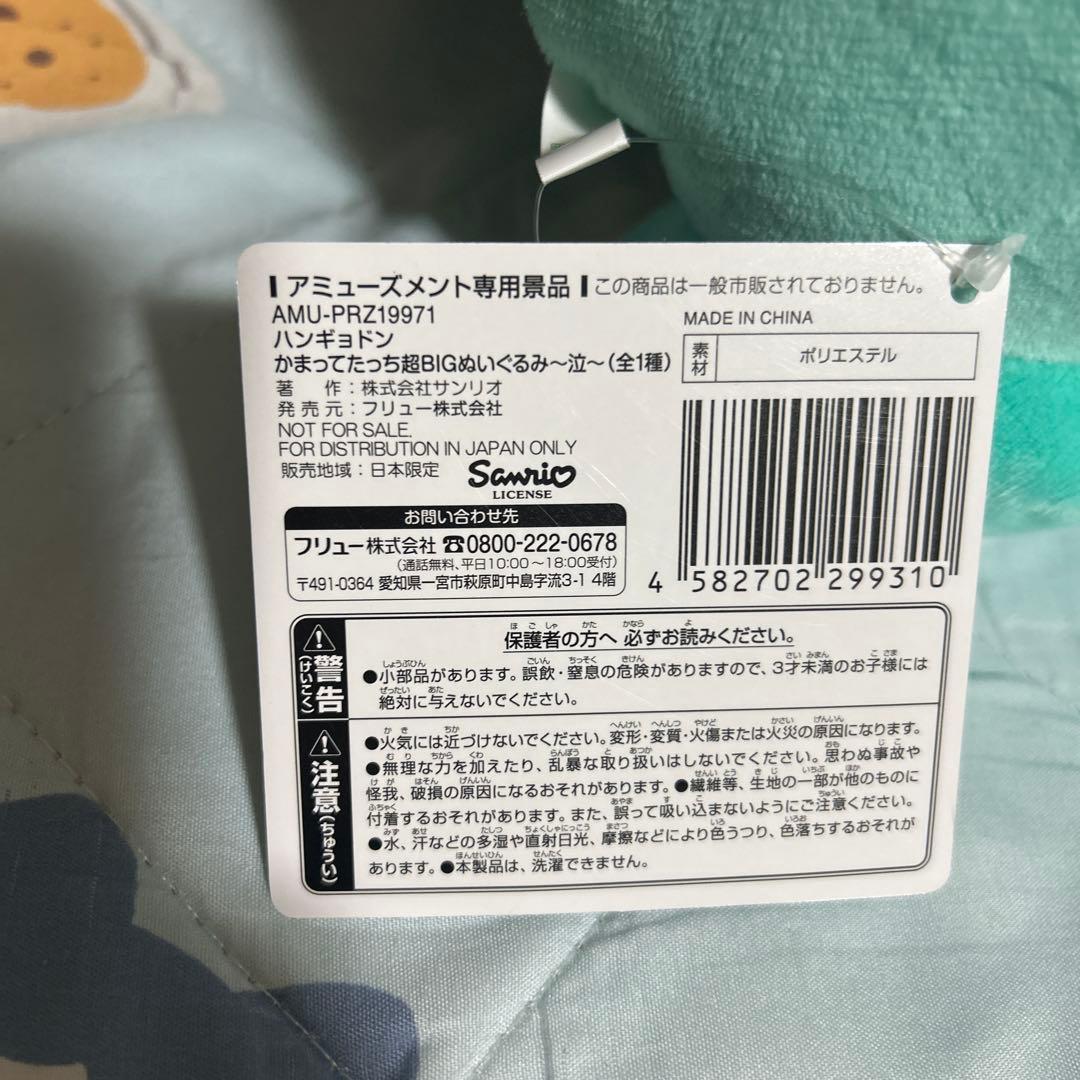 アミューズメント専用景品 この商品は一般市販されておりません。
AMU-PRZ19971
ハンギョドン
かまってたっち超BIGぬいぐるみ～泣～(全1種)
著 作：株式会社サンリオ
発売元：フリュー株式会社
NOT FOR SALE.
FOR DISTRIBUTION IN JAPAN ONLY
販売地域：日本限定
Sanrio
LICENSE
MADE IN CHINA
素材 ポリエステル
お問い合わせ先
フリュー株式会社 ☎0800-222-0678
(通話無料、平日10:00～18:00受付)
〒491-0364 愛知県一宮市萩原町中島字流3-1 4階
4 582702 299310
警告(けいこく)
保護者の方へ 必ずお読みください。
●小部品があります。誤飲・窒息の危険がありますので、3才未満のお子様には
絶対に与えないでください。
注意(ちゅうい)
●火気には近づけないでください。変形・変質・火傷または火災の原因になります。
●無理な力を加えたり、乱暴な取り扱いはしないでください。思わぬ事故や
怪我、破損の原因になるおそれがあります。●繊維等、生地の一部が他のものに
付着するおそれがあります。また、誤って吸い込まないようにご注意ください。
●水、汗などの多湿や直射日光、摩擦などにより色うつり、色落ちするおそれが
あります。●本製品は、洗濯できません。